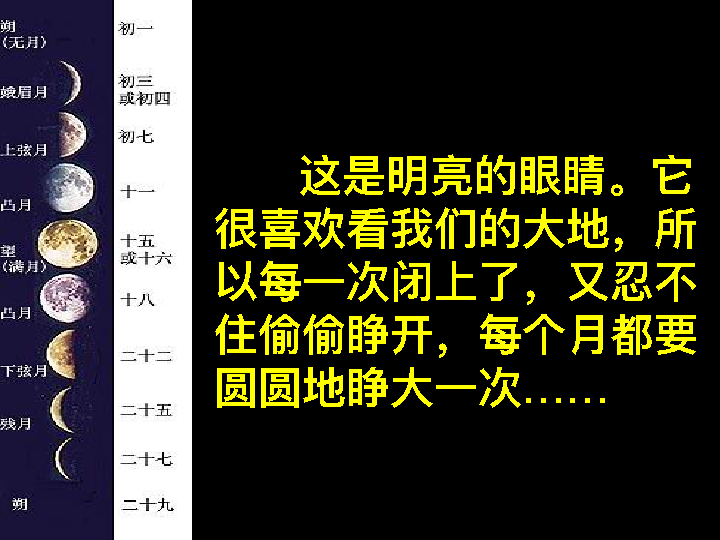 朔
（无月）
初一
娥眉月
初三
或初四
上弦月
初七
凸月
十一
望
（满月）
十五
或十六
凸月
十八
下弦月
二十二
残月
二十五
二十七
朔
二十九
这是明亮的眼睛。它
很喜欢看我们的大地，所
以每一次闭上了，又忍不
住偷偷睁开，每个月都要
圆圆地睁大一次……